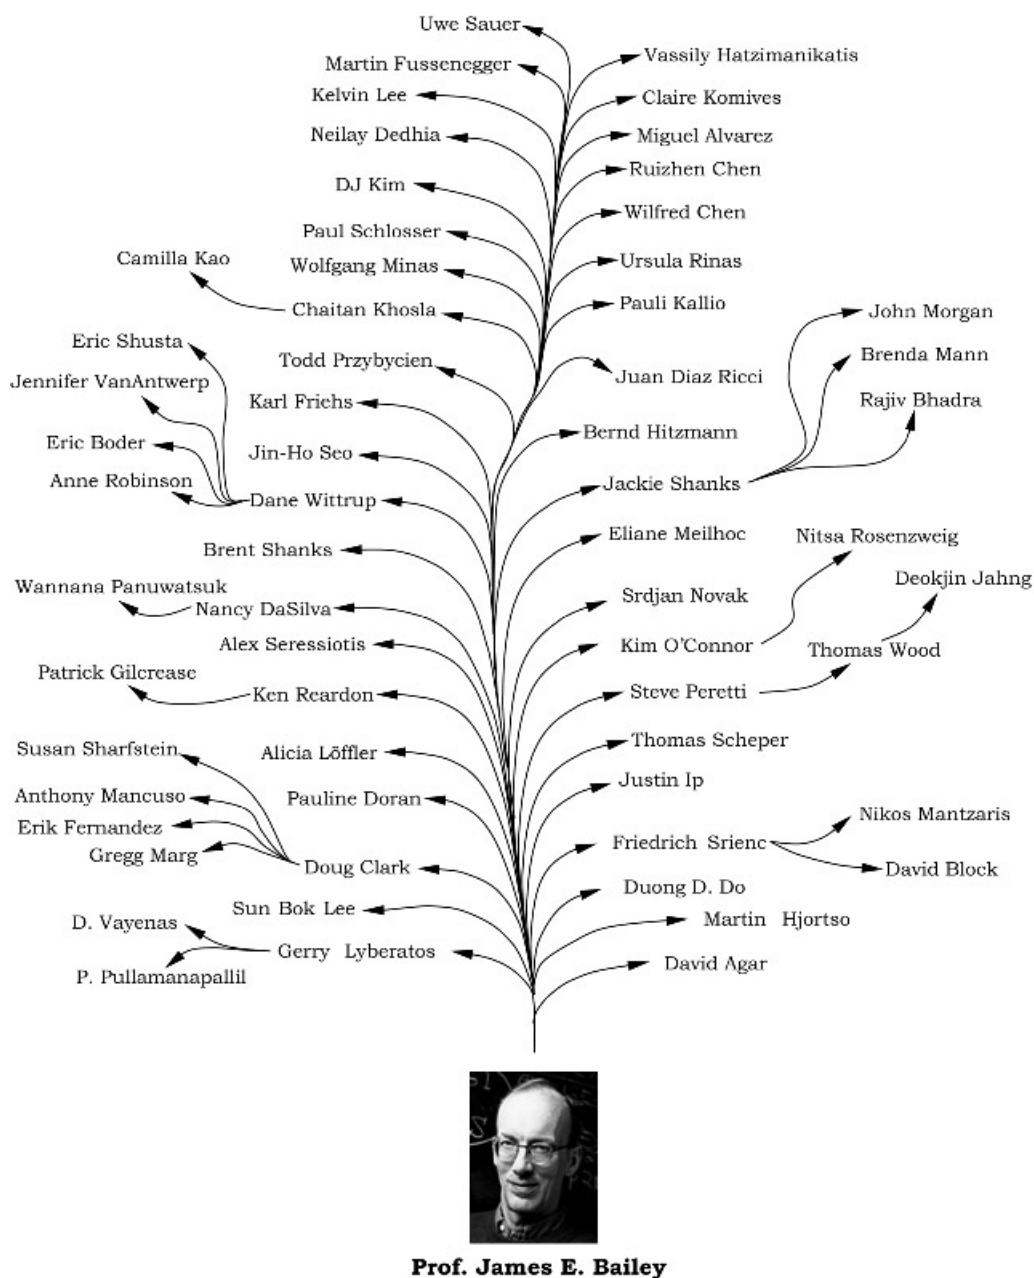 Uwe Sauer
Vassily Hatzimanikatis
Martin Fussenegger
Kelvin Lee
Claire Komives
Neilay Dedhia
Miguel Alvarez
Ruizhen Chen
DJ Kim
Wilfred Chen
Paul Schlosser
Camilla Kao
Wolfgang Minas
Ursula Rinas
Chaitan Khosla
Pauli Kallio
John Morgan
Eric Shusta
Brenda Mann
Todd Przybycien
Juan Diaz Ricci
Jennifer VanAntwerp
Karl Friehs
Rajiv Bhadra
Bernd Hitzmann
Eric Boder
Jin-Ho Seo
Anne Robinson
Jackie Shanks
Dane Wittrup
Eliane Meilhoc
Nitsa Rosenzweig
Brent Shanks
Deokjin Jahng
Wannana Panuwatsuk
Srdjan Novak
Nancy DaSilva
Alex Seressiotis
Kim O'Connor
Thomas Wood
Patrick Gilcrease
Ken Reardon
Steve Peretti
Susan Sharfstein
Alicia Löffler
Thomas Scheper
Justin Ip
Anthony Mancuso
Pauline Doran
Nikos Mantzaris
Erik Fernandez
Friedrich Srienc
Gregg Marg
Doug Clark
David Block
Duong D. Do
Sun Bok Lee
Martin Hjortso
D. Vayenas
Gerry Lyberatos
David Agar
P. Pullamanapallil
Prof. James E. Bailey